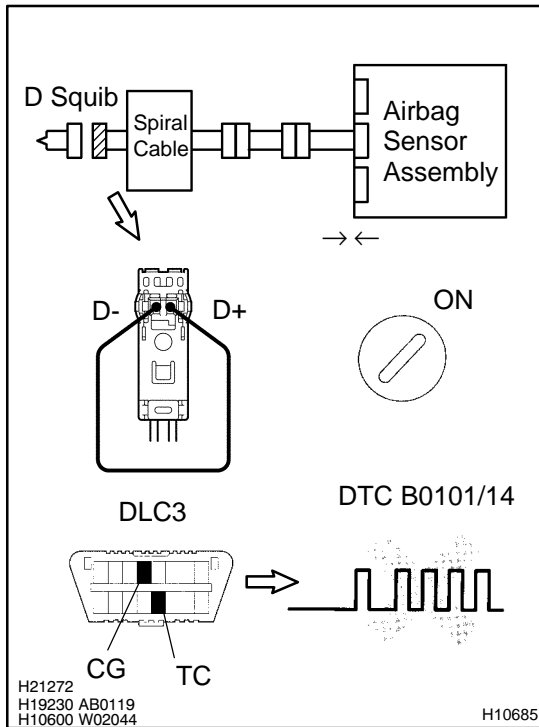 D Squib
Spiral
Cable
Airbag
Sensor
Assembly
D-
D+
ON
DLC3
DTC B0101/14
CG
TC
H21272
H19230 AB0119
H10600 W02044
H10685